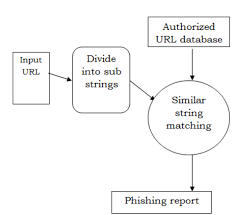 Authorized
URL database
Input
URL
Divide
into sub
strings
Similar
string
matching
Phishing report